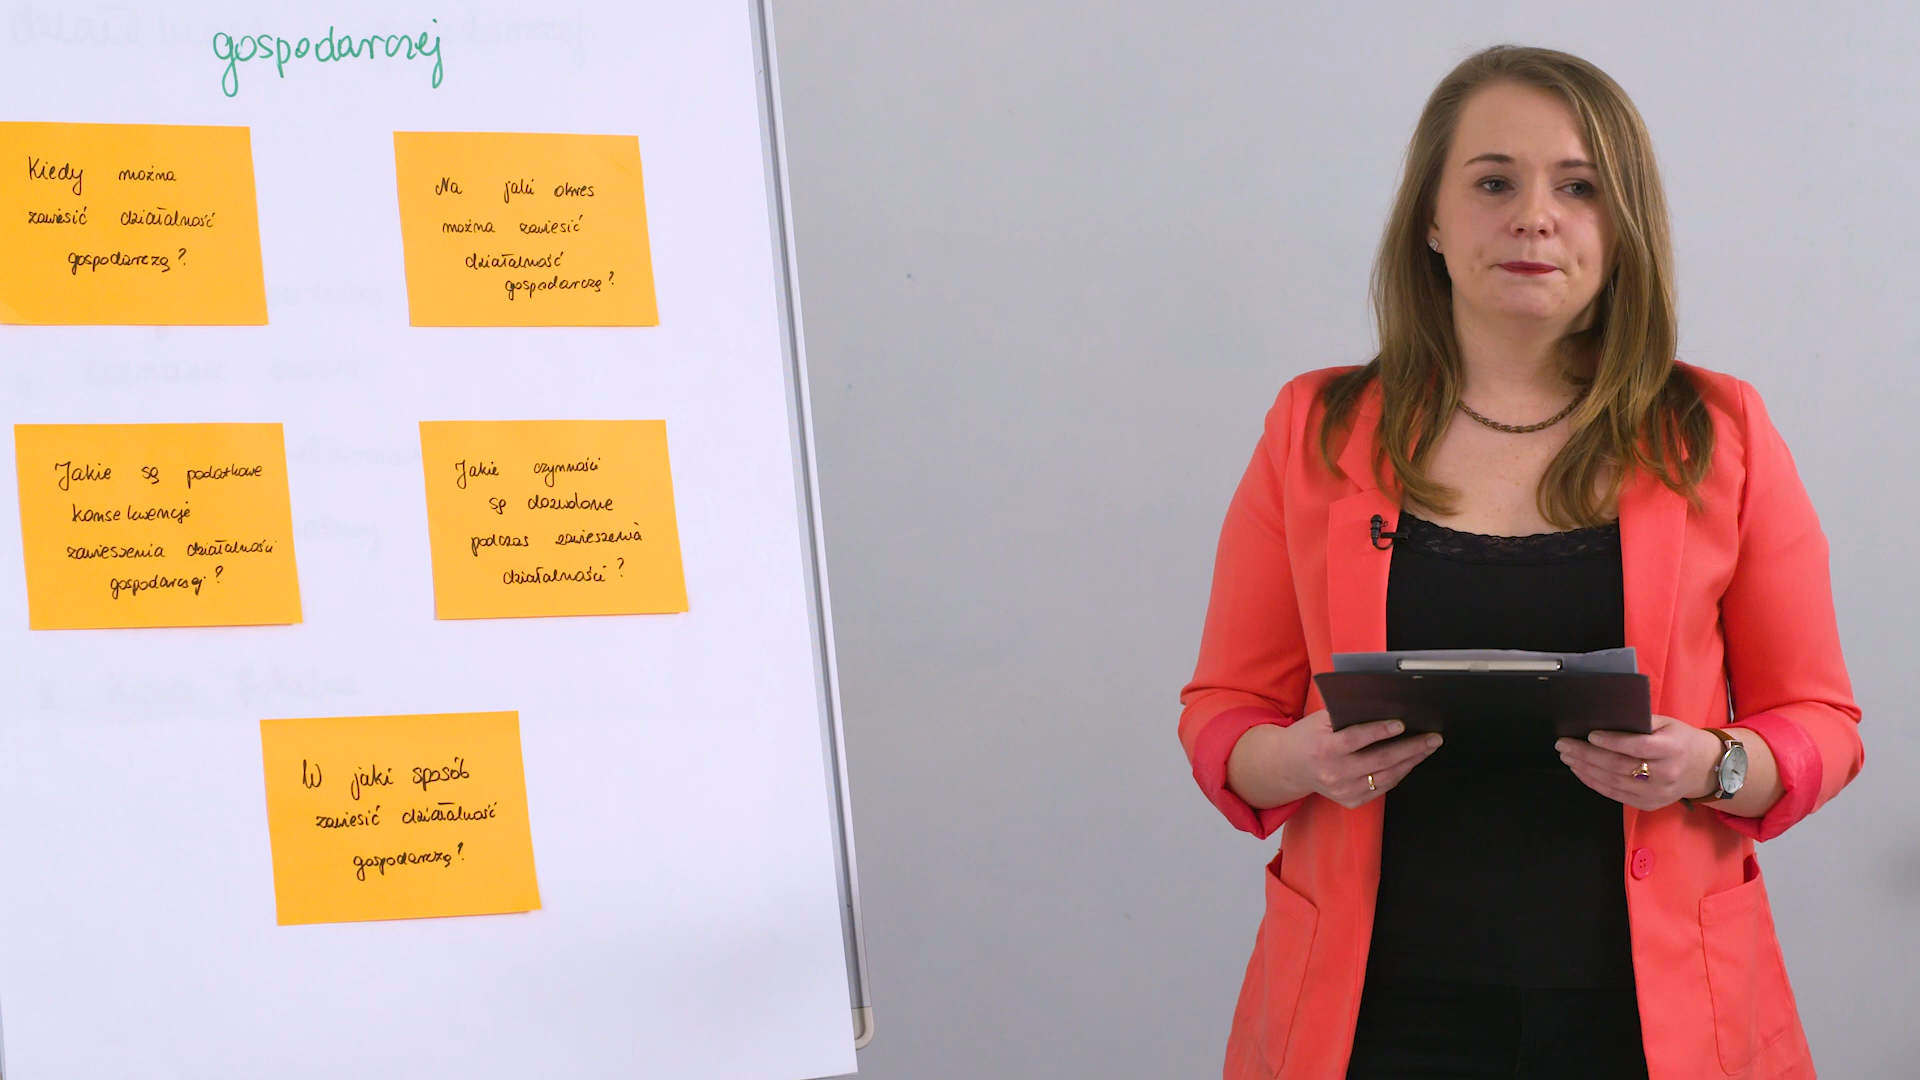 gospodarczej
Kiedy można
zawiesić działalność
gospodarczą?
Na jaki okres
można zawiesić
działalność
gospodarczą?
Jakie są podatkowe
konsekwencje
zawieszenia działalności
gospodarczej?
Jakie czynności
są dozwolone
podczas zawieszenia
działalności?
W jaki sposób
zawiesić działalność
gospodarczą?